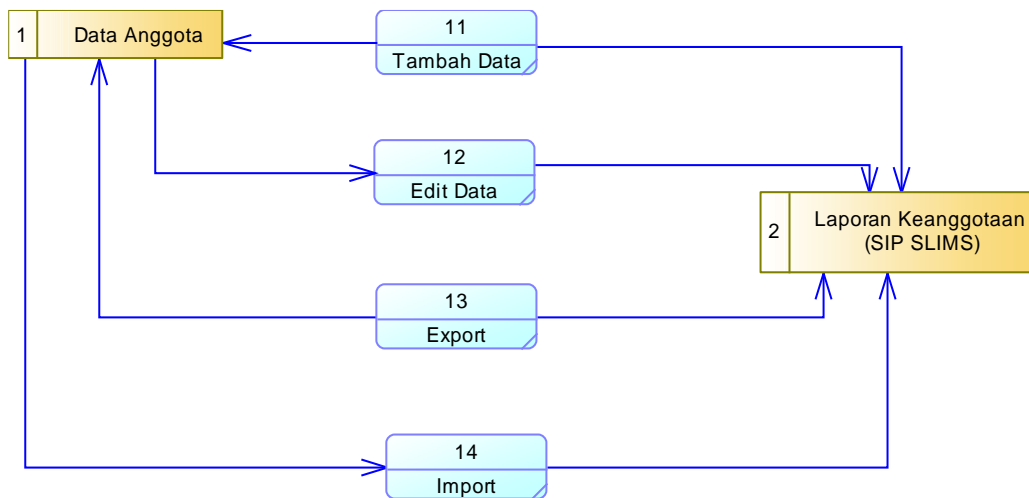 1
Data Anggota
11
Tambah Data
12
Edit Data
2
Laporan Keanggotaan
(SIP SLIMS)
13
Export
14
Import